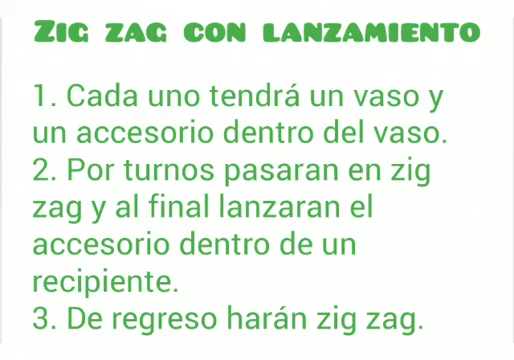 ZIG ZAG CON LANZAMIENTO
1. Cada uno tendrá un vaso y
un accesorio dentro del vaso.
2. Por turnos pasaran en zig
zag y al final lanzaran el
accesorio dentro de un
recipiente.
3. De regreso harán zig zag.